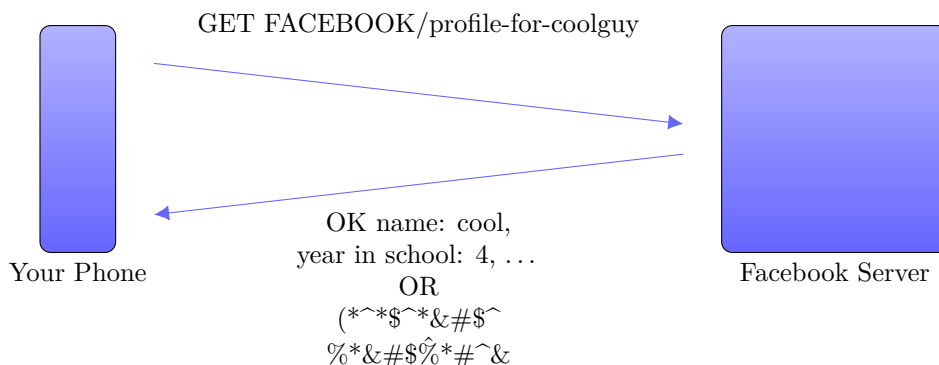 GET FACEBOOK/profile-for-coolguy
OK name: cool,
year in school: 4, …
OR
(*^*$^*&#$^
%*&#$%̂*#^&
Your Phone
Facebook Server